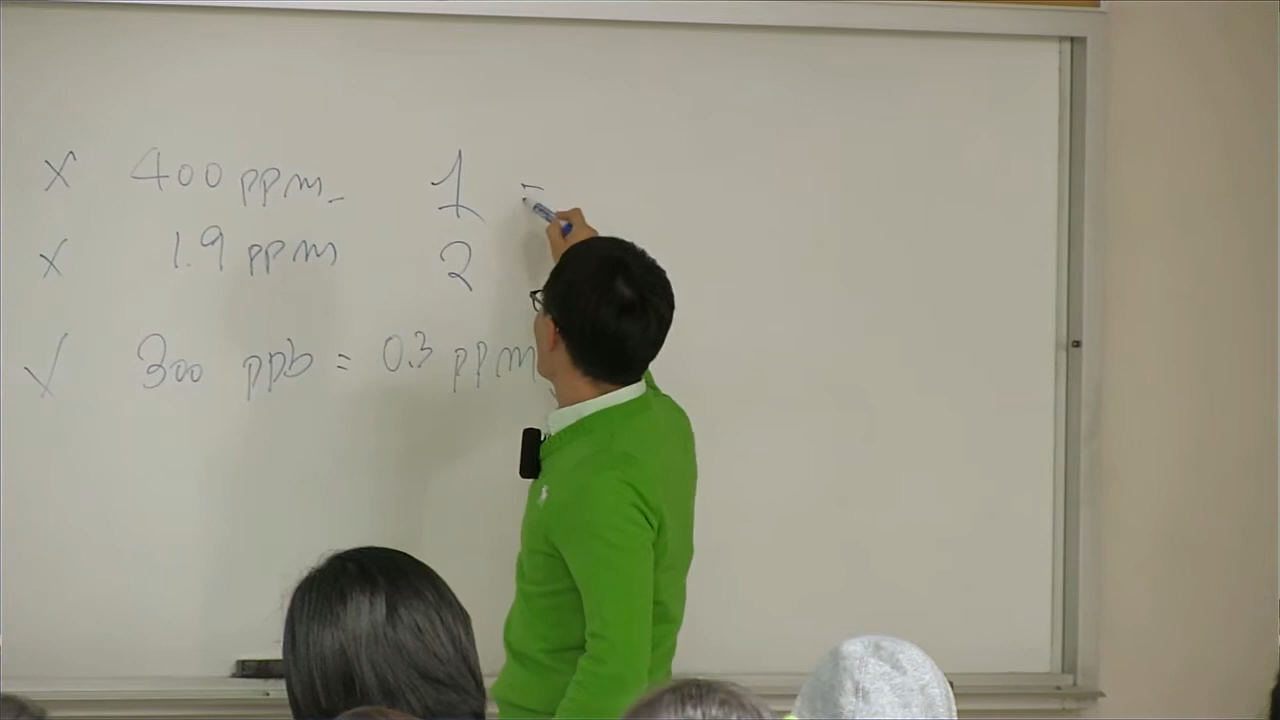 x 400 ppm 1 =
x 1.9 ppm 2
✓ 300 ppb = 0.3 ppm